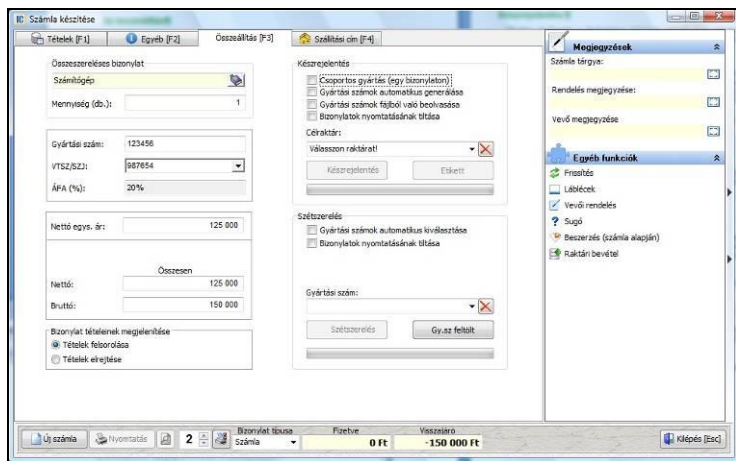 Számla készítése
Tételek [F1]
Egyéb [F2]
Összeállítás [F3]
Szállítási cím [F4]
Összeszereléses bizonylat
Számítógép
Mennyiség (db.):
1
Gyártási szám:
123456
VTSZ/SZJ:
987654
ÁFA (%):
20%
Nettó egys. ár:
125 000
Összesen
Nettó:
125 000
Bruttó:
150 000
Bizonylat tételeinek megjelenítése
Tételek felsorolása
Tételek elrejtése
Készrejelentés
Csoportos gyártás (egy bizonylaton)
Gyártási számok automatikus generálása
Gyártási számok fájlból való beolvasása
Bizonylatok nyomtatásának tiltása
Célraktár:
Válasszon raktárat!
Készrejelentés
Etikett
Szétszerelés
Gyártási számok automatikus kiválasztása
Bizonylatok nyomtatásának tiltása
Gyártási szám:
Szétszerelés
Gy.sz feltölt
Megjegyzések
Számla tárgya:
Rendelés megjegyzése:
Vevő megjegyzése
Egyéb funkciók
Frissítés
Láblécek
Vevői rendelés
Súgó
Beszerzés (számla alapján)
Raktári bevétel
Új számla
Nyomtatás
2
Bizonylat típusa
Számla
Fizetve
0 Ft
Visszajáró
-150 000 Ft
Kilépés [Esc]